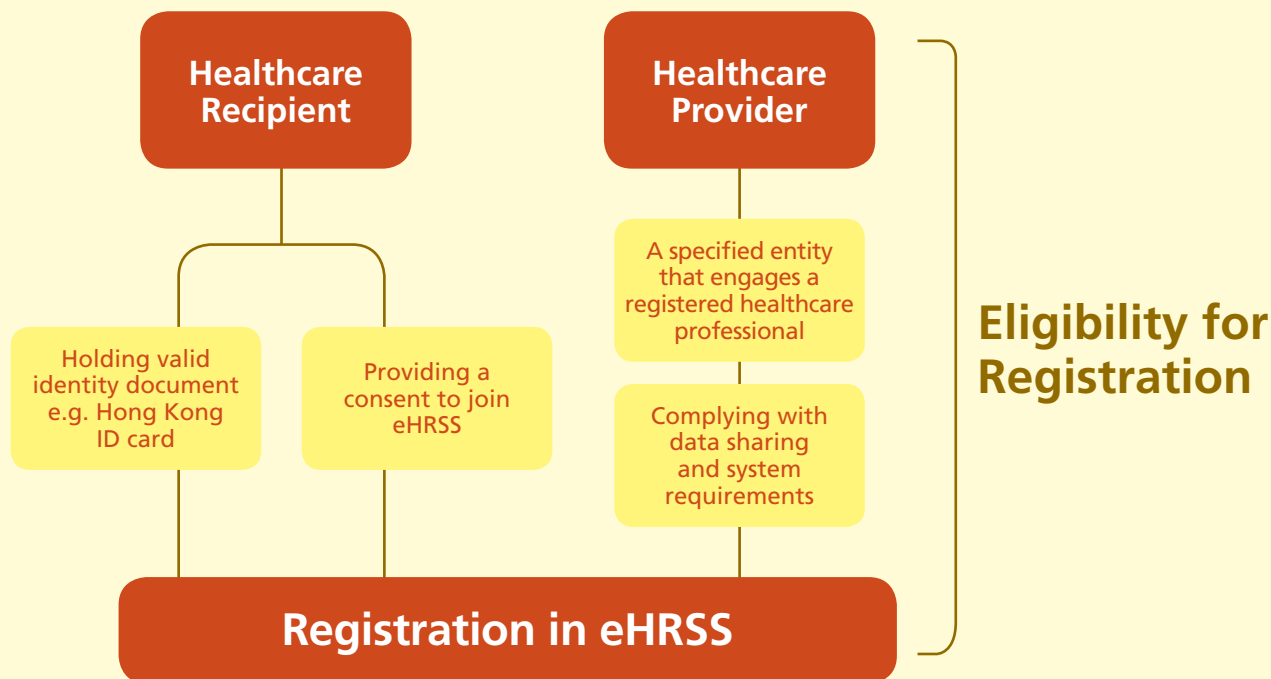 Healthcare
Recipient
Healthcare
Provider
A specified entity
that engages a
registered healthcare
professional
Holding valid
identity document
e.g. Hong Kong
ID card
Providing a
consent to join
eHRSS
Complying with
data sharing
and system
requirements
Eligibility for
Registration
Registration in eHRSS